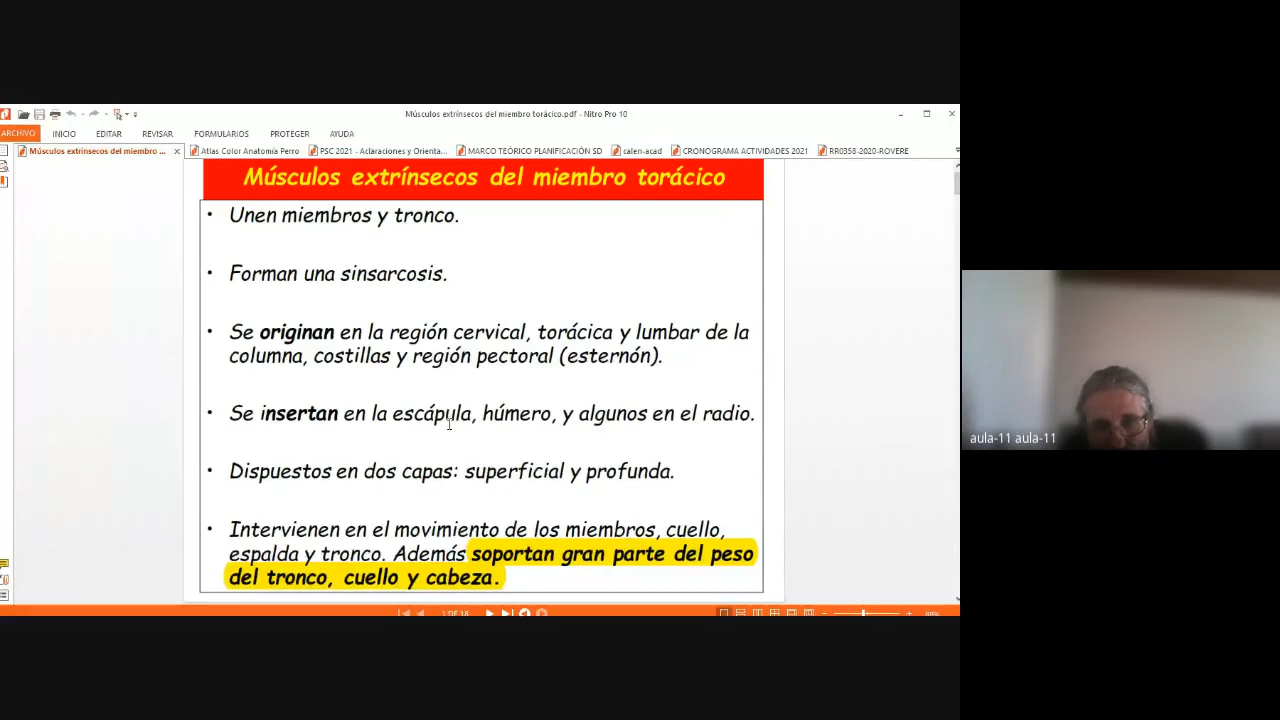 Músculos extrínsecos del miembro torácico.pdf - Nitro Pro 10
ARCHIVO INICIO EDITAR REVISAR FORMULARIOS PROTEGER AYUDA
Músculos extrínsecos del miembro ... Atlas Color Anatomía Perro PSC 2021 - Aclaraciones y Orienta... MARCO TEÓRICO PLANIFICACIÓN SD calen-acad CRONOGRAMA ACTIVIDADES 2021 RR0358-2020-ROVERE
Músculos extrínsecos del miembro torácico
• Unen miembros y tronco.
• Forman una sinsarcosis.
• Se originan en la región cervical, torácica y lumbar de la
columna, costillas y región pectoral (esternón).
• Se insertan en la escápula, húmero, y algunos en el radio.
• Dispuestos en dos capas: superficial y profunda.
• Intervienen en el movimiento de los miembros, cuello,
espalda y tronco. Además soportan gran parte del peso
del tronco, cuello y cabeza.
1 DE 18
aula-11 aula-11